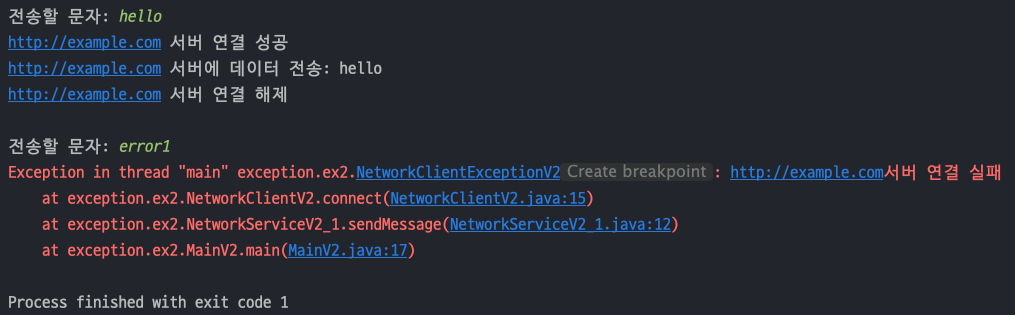 전송할 문자: hello
http://example.com 서버 연결 성공
http://example.com 서버에 데이터 전송: hello
http://example.com 서버 연결 해제
전송할 문자: error1
Exception in thread "main" exception.ex2.NetworkClientExceptionV2 Create breakpoint : http://example.com서버 연결 실패
at exception.ex2.NetworkClientV2.connect(NetworkClientV2.java:15)
at exception.ex2.NetworkServiceV2_1.sendMessage(NetworkServiceV2_1.java:12)
at exception.ex2.MainV2.main(MainV2.java:17)
Process finished with exit code 1